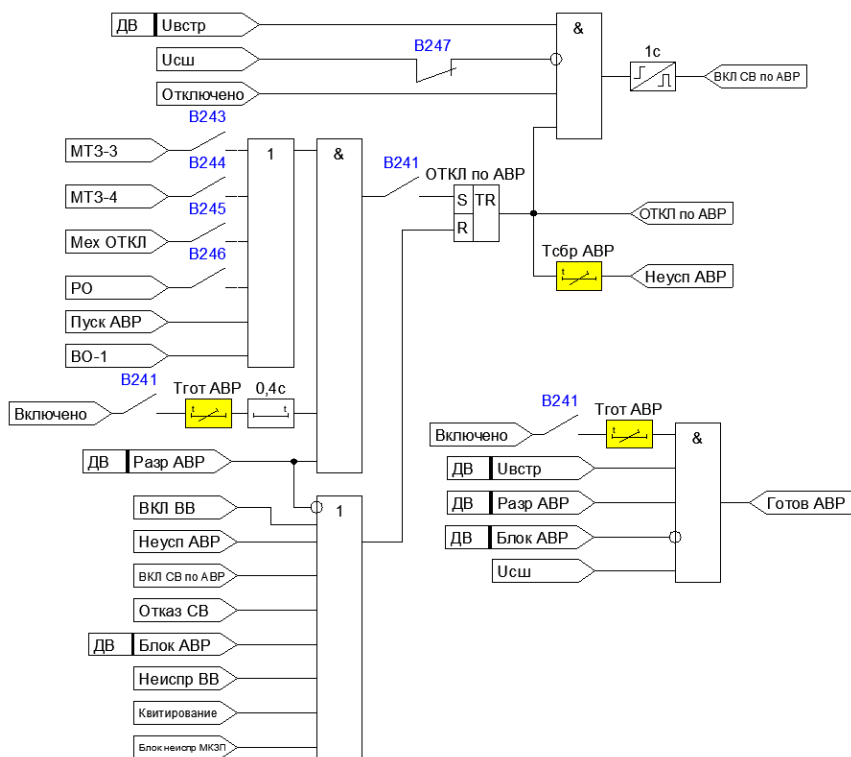 ДВ Uвстр
&
В247
1с
Uсш
ВКЛ СВ по АВР
Отключено
В243
МТЗ-3
1
&
В244
В241
ОТКЛ по АВР
МТЗ-4
S TR
В245
ОТКЛ по АВР
Мех ОТКЛ
R
В246
Тсбр АВР
РО
t
Неусп АВР
Пуск АВР
ВО-1
В241
Тгот АВР
0,4с
В241
Тгот АВР
Включено
t
t
Включено
t
&
ДВ Разр АВР
ДВ Uвстр
ВКЛ ВВ
1
ДВ Разр АВР
Готов АВР
Неусп АВР
ДВ Блок АВР
ВКЛ СВ по АВР
Uсш
Отказ СВ
ДВ Блок АВР
Неиспр ВВ
Квитирование
Блок неиспр МКЗП